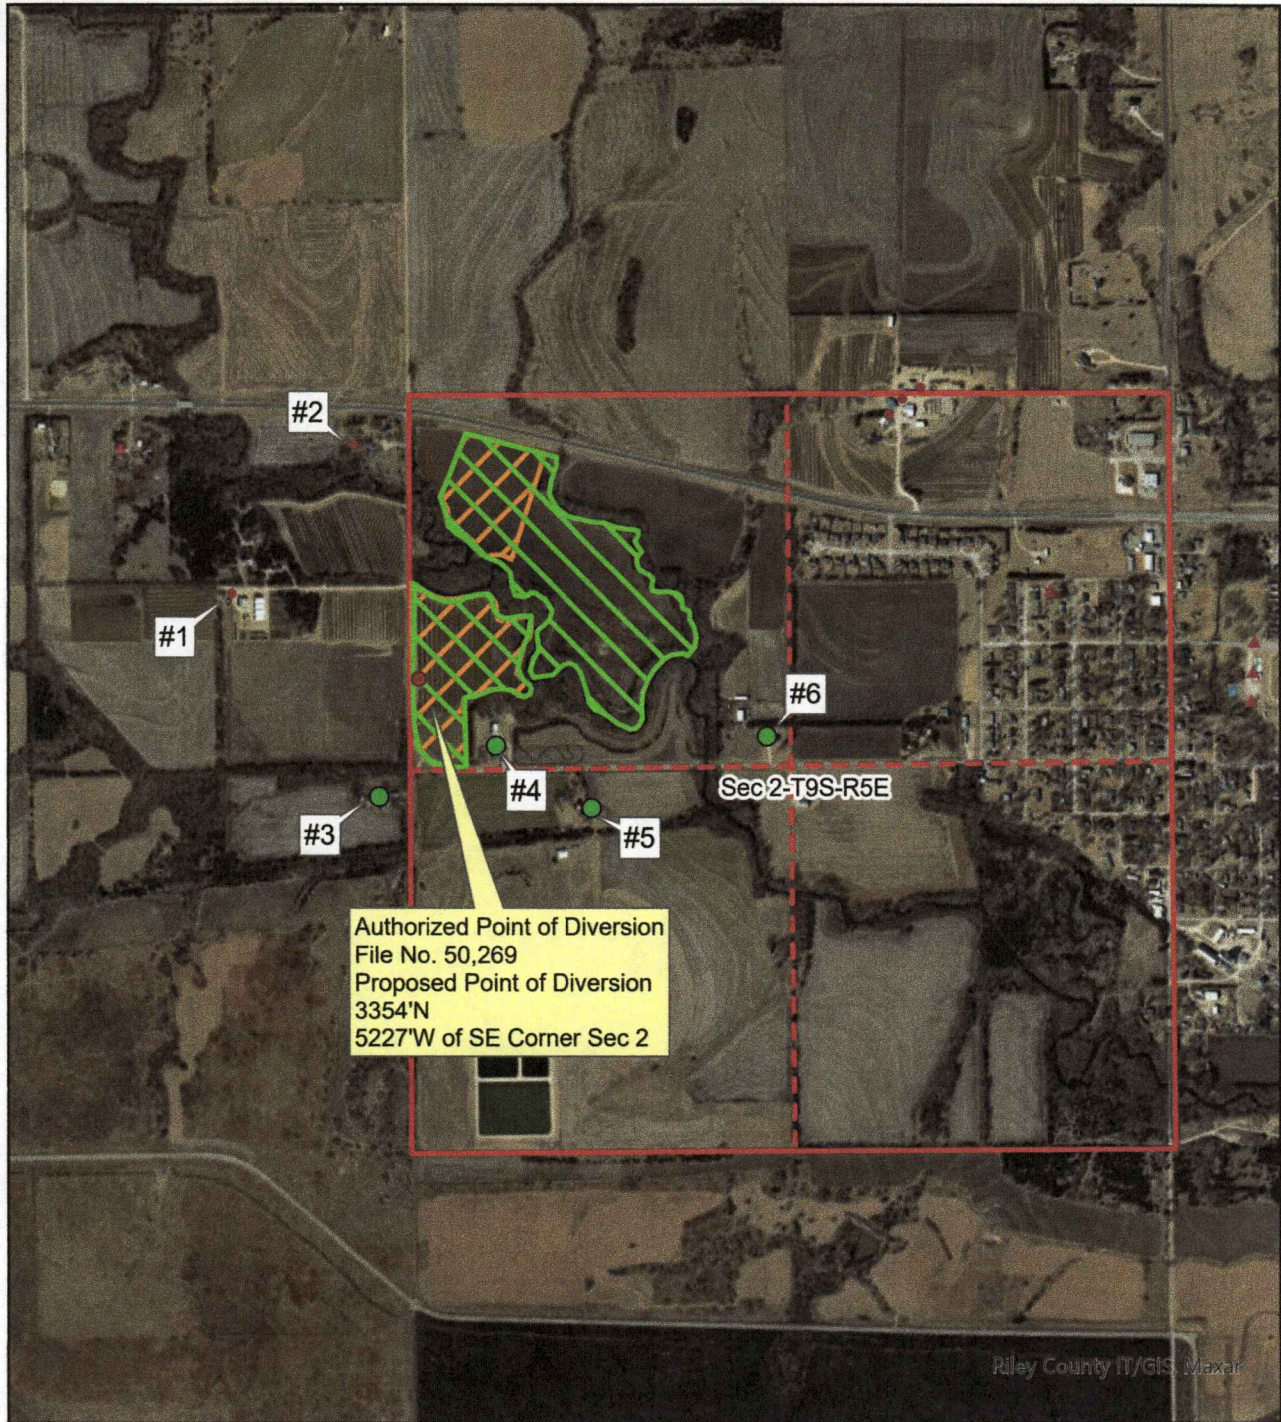 #2
#1
#6
#4
Sec 2-T9S-R5E
#3
#5
Authorized Point of Diversion
File No. 50,269
Proposed Point of Diversion
3354'N
5227'W of SE Corner Sec 2
Riley County IT/GIS, Maxar